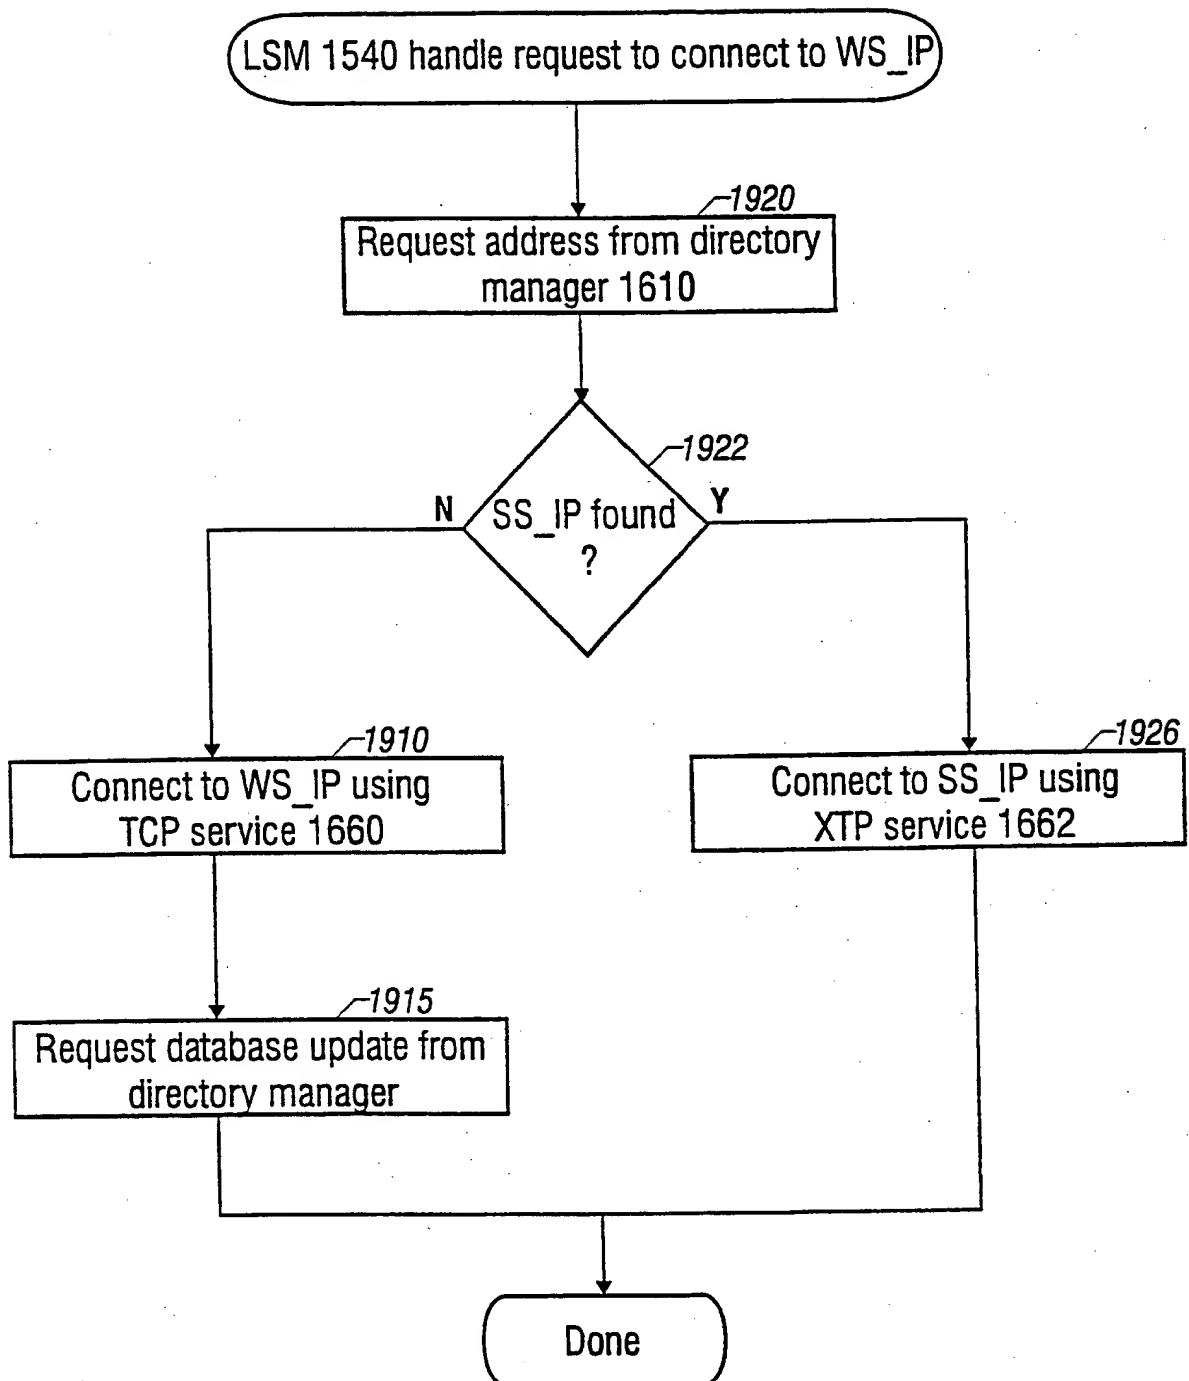 LSM 1540 handle request to connect to WS_IP
1920
Request address from directory
manager 1610
1922
N
SS_IP found
?
Y
1910
Connect to WS_IP using
TCP service 1660
1926
Connect to SS_IP using
XTP service 1662
1915
Request database update from
directory manager
Done